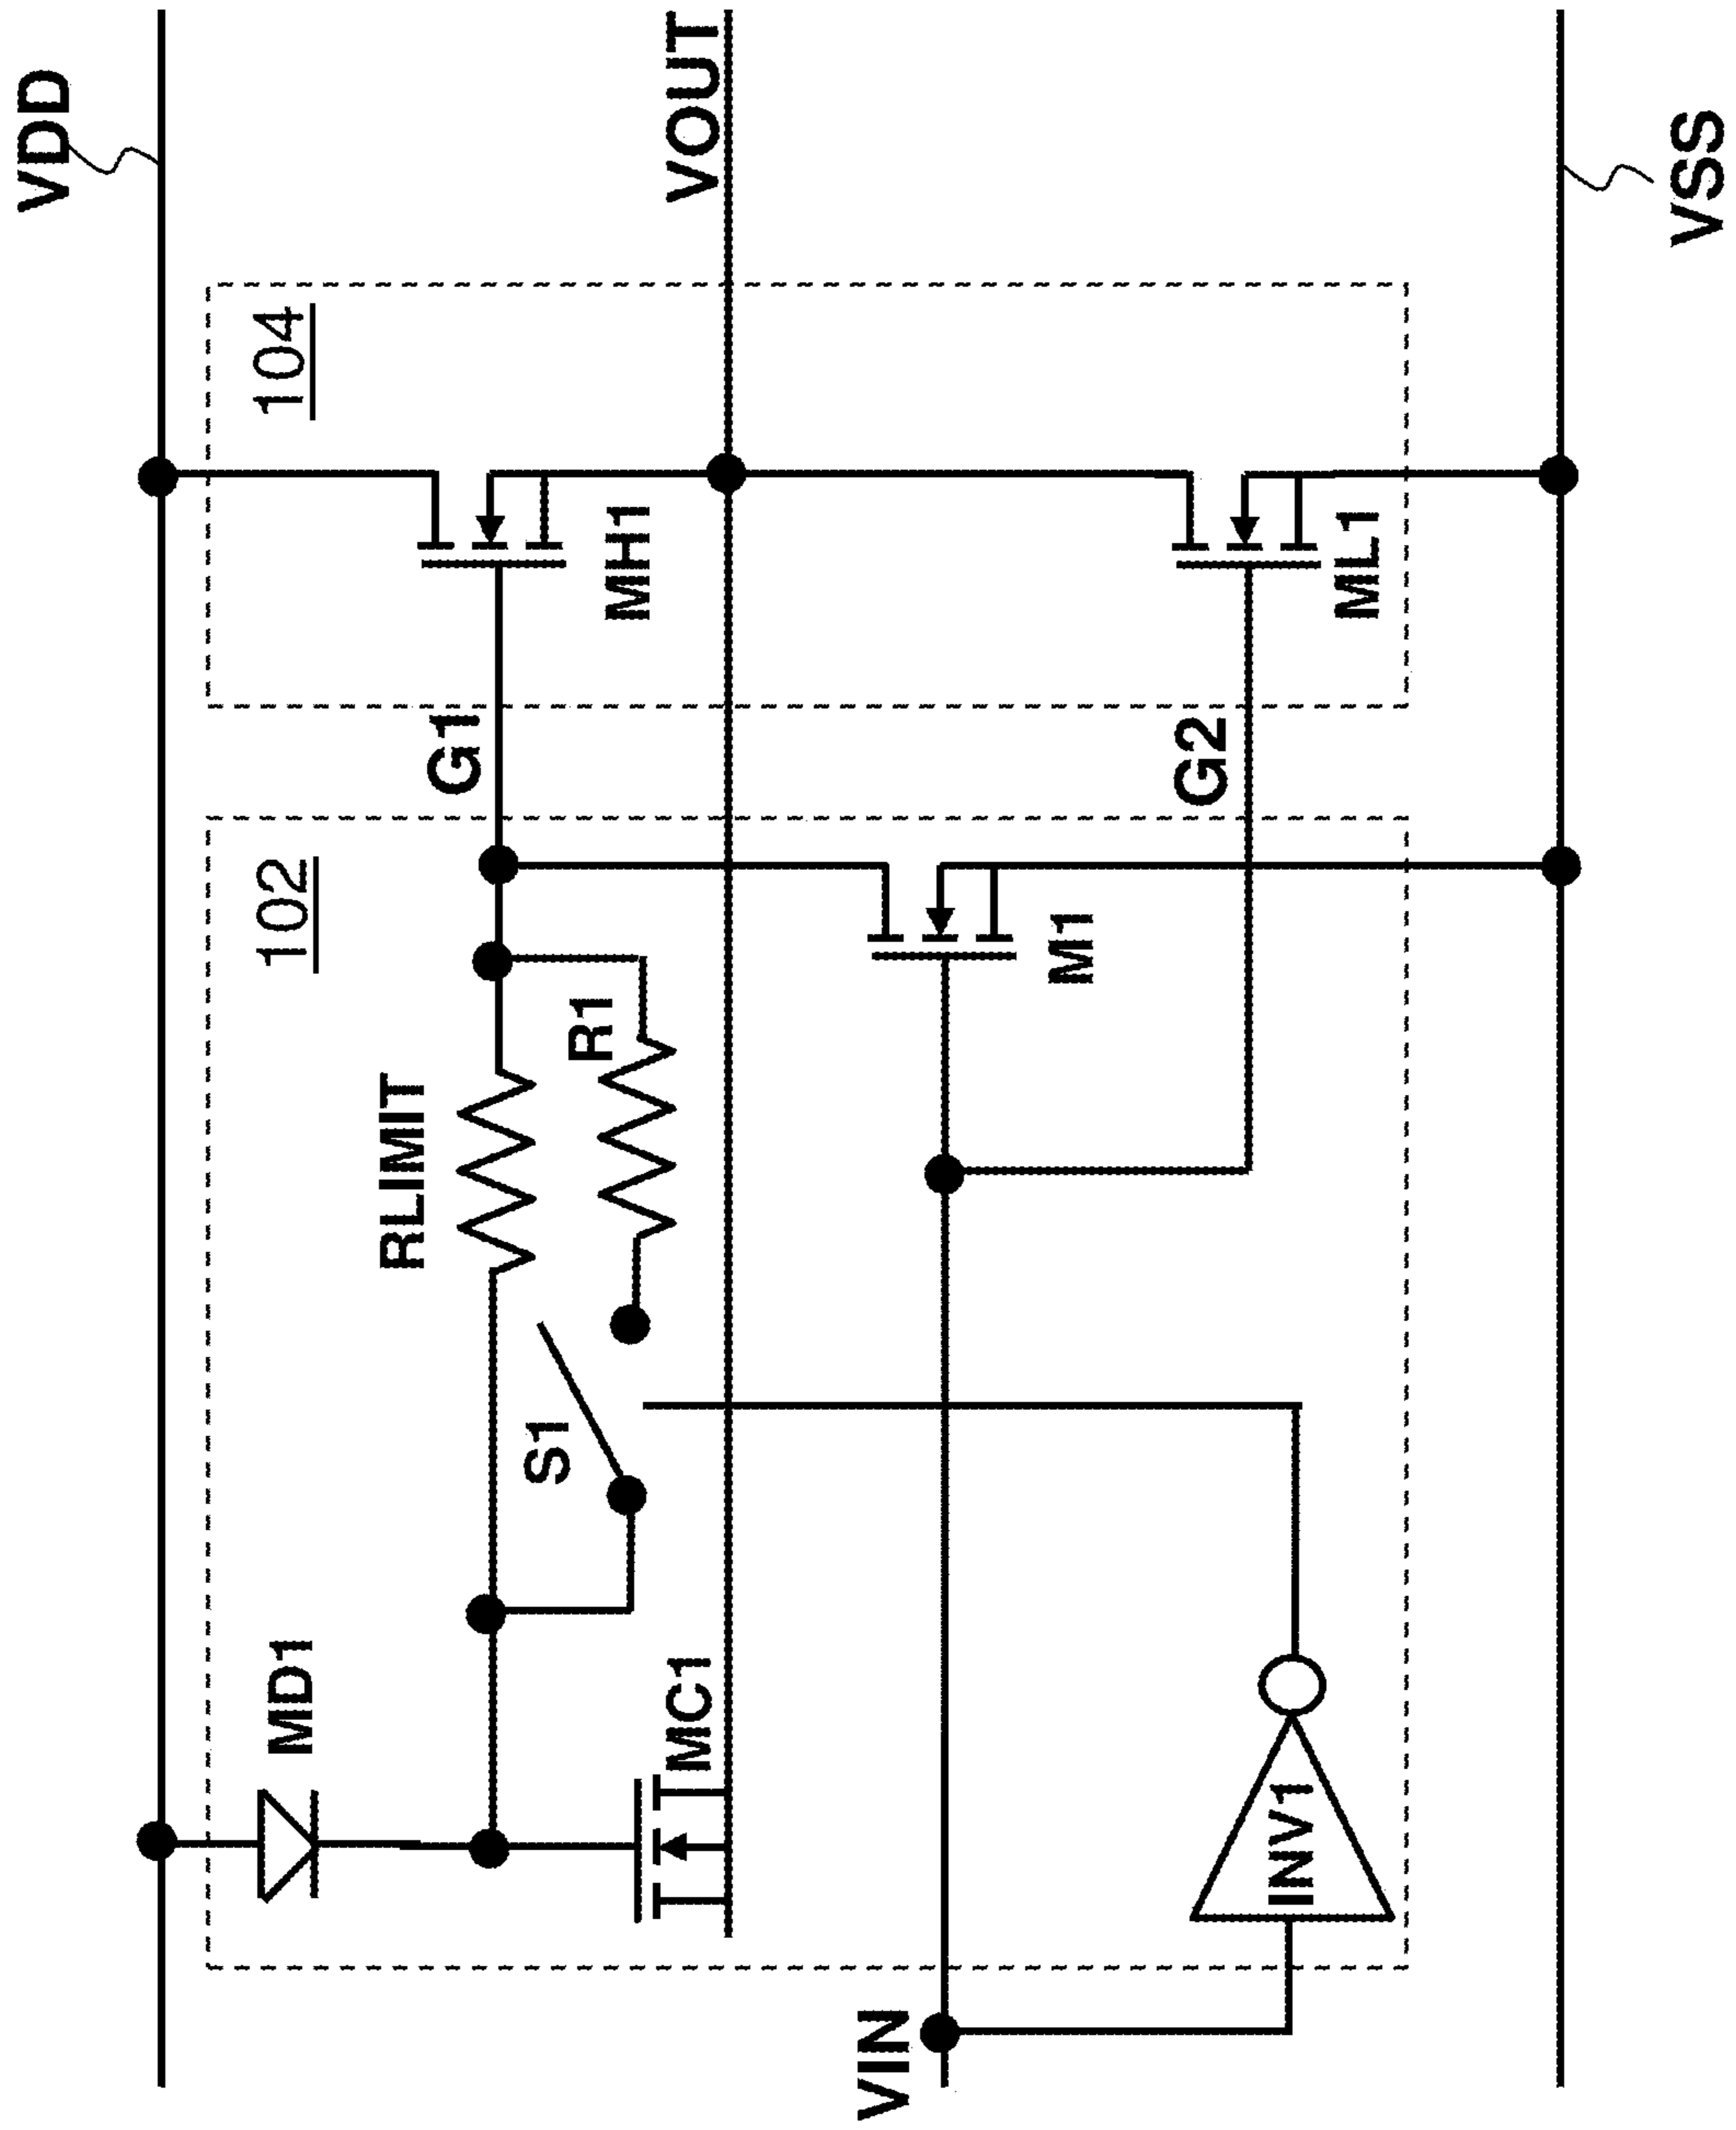 VDD
VOUT
VSS
104
MH1
ML1
G1
G2
102
RLIMIT
R1
M1
S1
MD1
MC1
INV1
VIN